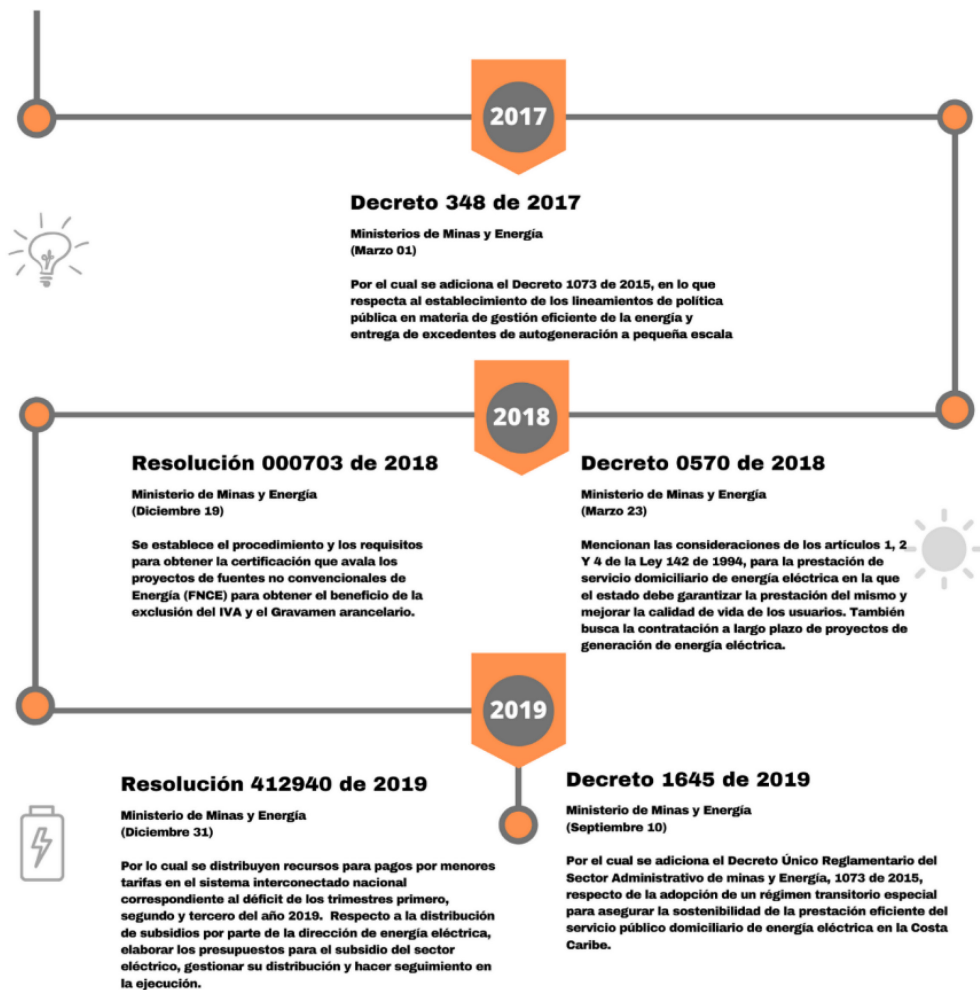 2017
Decreto 348 de 2017
Ministerios de Minas y Energía
(Marzo 01)
Por el cual se adiciona el Decreto 1073 de 2015, en lo que
respecta al establecimiento de los lineamientos de política
pública en materia de gestión eficiente de la energía y
entrega de excedentes de autogeneración a pequeña escala
2018
Resolución 000703 de 2018
Ministerio de Minas y Energía
(Diciembre 19)
Se establece el procedimiento y los requisitos
para obtener la certificación que avala los
proyectos de fuentes no convencionales de
Energía (FNCE) para obtener el beneficio de la
exclusión del IVA y el Gravamen arancelario.
Decreto 0570 de 2018
Ministerio de Minas y Energía
(Marzo 23)
Mencionan las consideraciones de los artículos 1, 2
Y 4 de la Ley 142 de 1994, para la prestación de
servicio domiciliario de energía eléctrica en la que
el estado debe garantizar la prestación del mismo y
mejorar la calidad de vida de los usuarios. También
busca la contratación a largo plazo de proyectos de
generación de energía eléctrica.
2019
Resolución 412940 de 2019
Ministerio de Minas y Energía
(Diciembre 31)
Por lo cual se distribuyen recursos para pagos por menores
tarifas en el sistema interconectado nacional
correspondiente al déficit de los trimestres primero,
segundo y tercero del año 2019. Respecto a la distribución
de subsidios por parte de la dirección de energía eléctrica,
elaborar los presupuestos para el subsidio del sector
eléctrico, gestionar su distribución y hacer seguimiento en
la ejecución.
Decreto 1645 de 2019
Ministerio de Minas y Energía
(Septiembre 10)
Por el cual se adiciona el Decreto Único Reglamentario del
Sector Administrativo de minas y Energía, 1073 de 2015,
respecto de la adopción de un régimen transitorio especial
para asegurar la sostenibilidad de la prestación eficiente del
servicio público domiciliario de energía eléctrica en la Costa
Caribe.